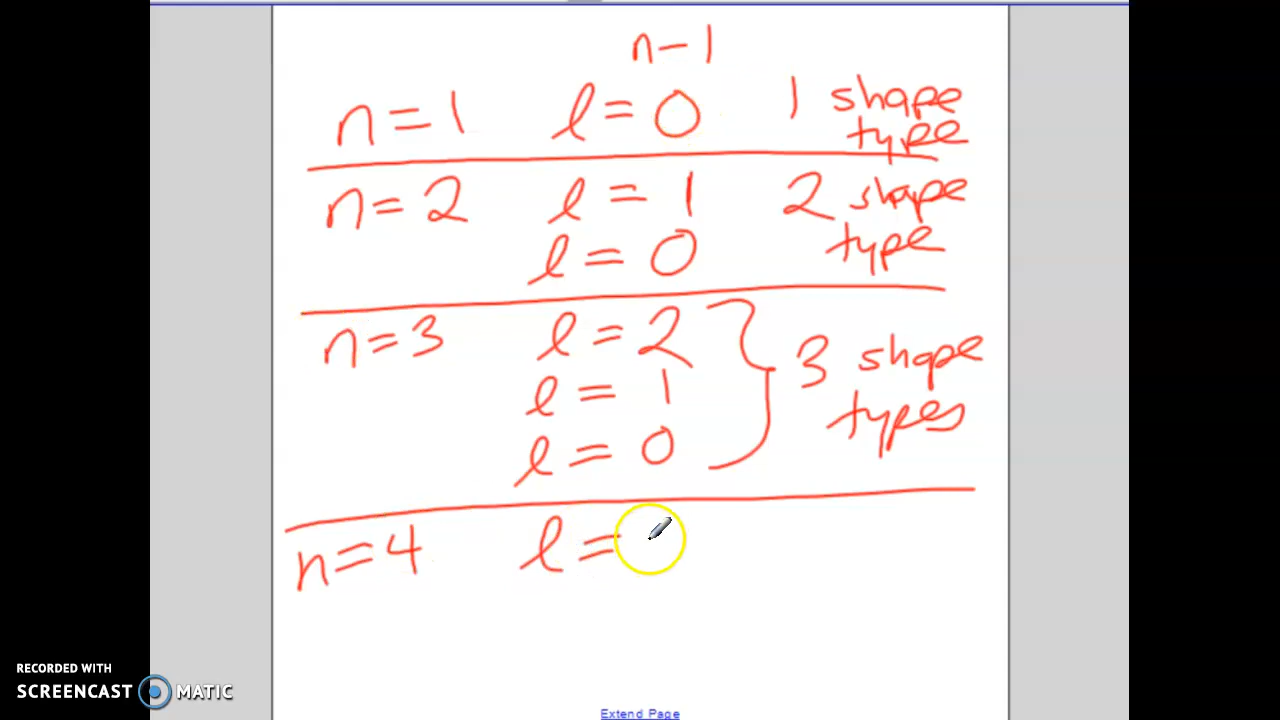 n-1
n=1 l=0 1 shape
type
n=2 l=1 2 shape
l=0 type
n=3 l=2
l=1 3 shape
l=0 types
n=4 l=
RECORDED WITH
SCREENCAST MATIC
Extend Page